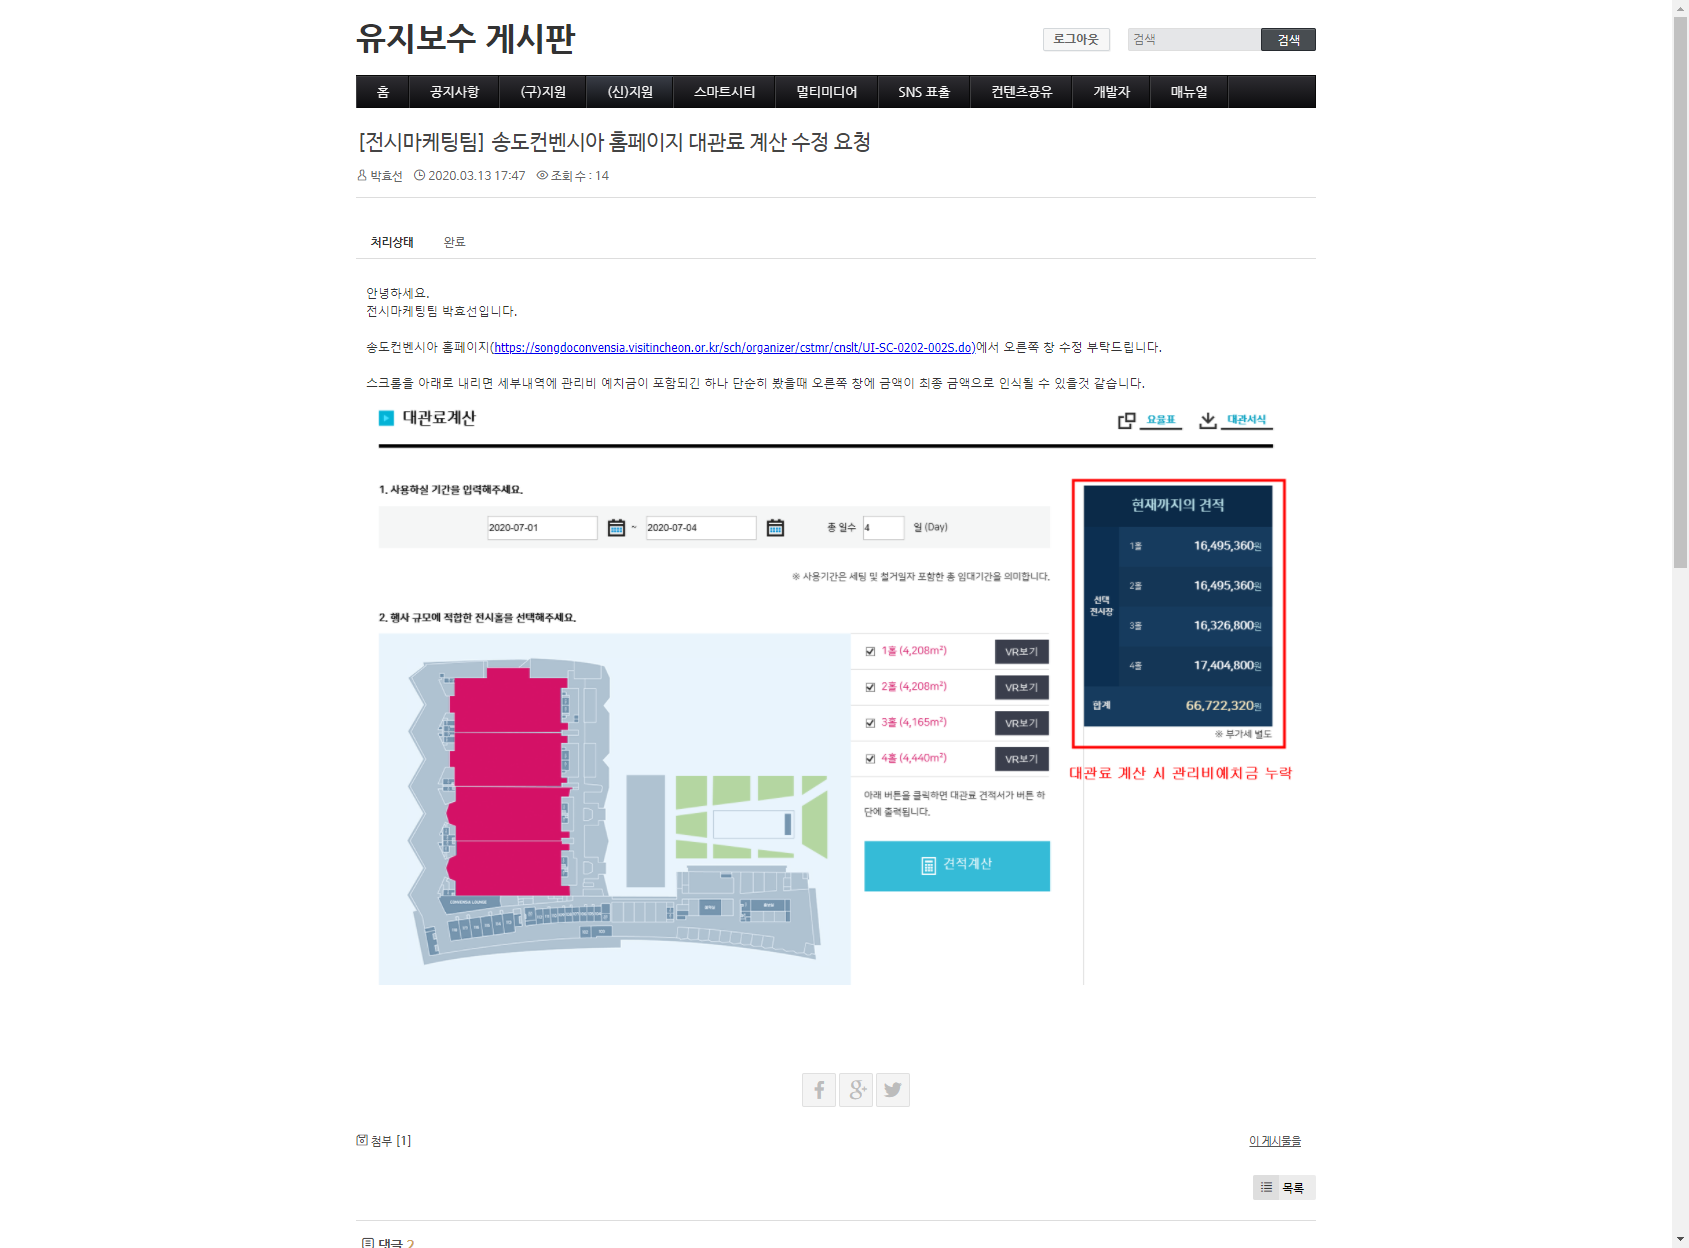 유지보수 게시판
로그아웃
검색
검색
홈 공지사항 (구)지원 (신)지원 스마트시티 멀티미디어 SNS 표출 컨텐츠공유 개발자 매뉴얼
[전시마케팅팀] 송도컨벤시아 홈페이지 대관료 계산 수정 요청
박효선 2020.03.13 17:47 조회 수 : 14
처리상태 완료
안녕하세요.
전시마케팅팀 박효선입니다.
송도컨벤시아 홈페이지(https://songdoconvensia.visitincheon.or.kr/sch/organizer/cstmr/cnslt/UI-SC-0202-002S.do)에서 오른쪽 창 수정 부탁드립니다.
스크롤을 아래로 내리면 세부내역에 관리비 예치금이 포함되긴 하나 단순히 봤을때 오른쪽 창에 금액이 최종 금액으로 인식될 수 있을것 같습니다.
대관료계산
요율표
대관서식
1. 사용하실 기간을 입력해주세요.
2020-07-01 ~ 2020-07-04 총 일수 4 일 (Day)
※ 사용기간은 세팅 및 철거일자 포함한 총 임대기간을 의미합니다.
2. 행사 규모에 적합한 전시홀을 선택해주세요.
1홀 (4,208m²) VR보기
2홀 (4,208m²) VR보기
3홀 (4,165m²) VR보기
4홀 (4,440m²) VR보기
아래 버튼을 클릭하면 대관료 견적서가 버튼 하
단에 출력됩니다.
견적계산
CONVENSIA LOUNGE
현재까지의 견적
선택
전시장
1홀 16,495,360원
2홀 16,495,360원
3홀 16,326,800원
4홀 17,404,800원
합계 66,722,320원
※ 부가세 별도
대관료 계산 시 관리비예치금 누락
첨부 [1]
이 게시물을
목록
댓글 2